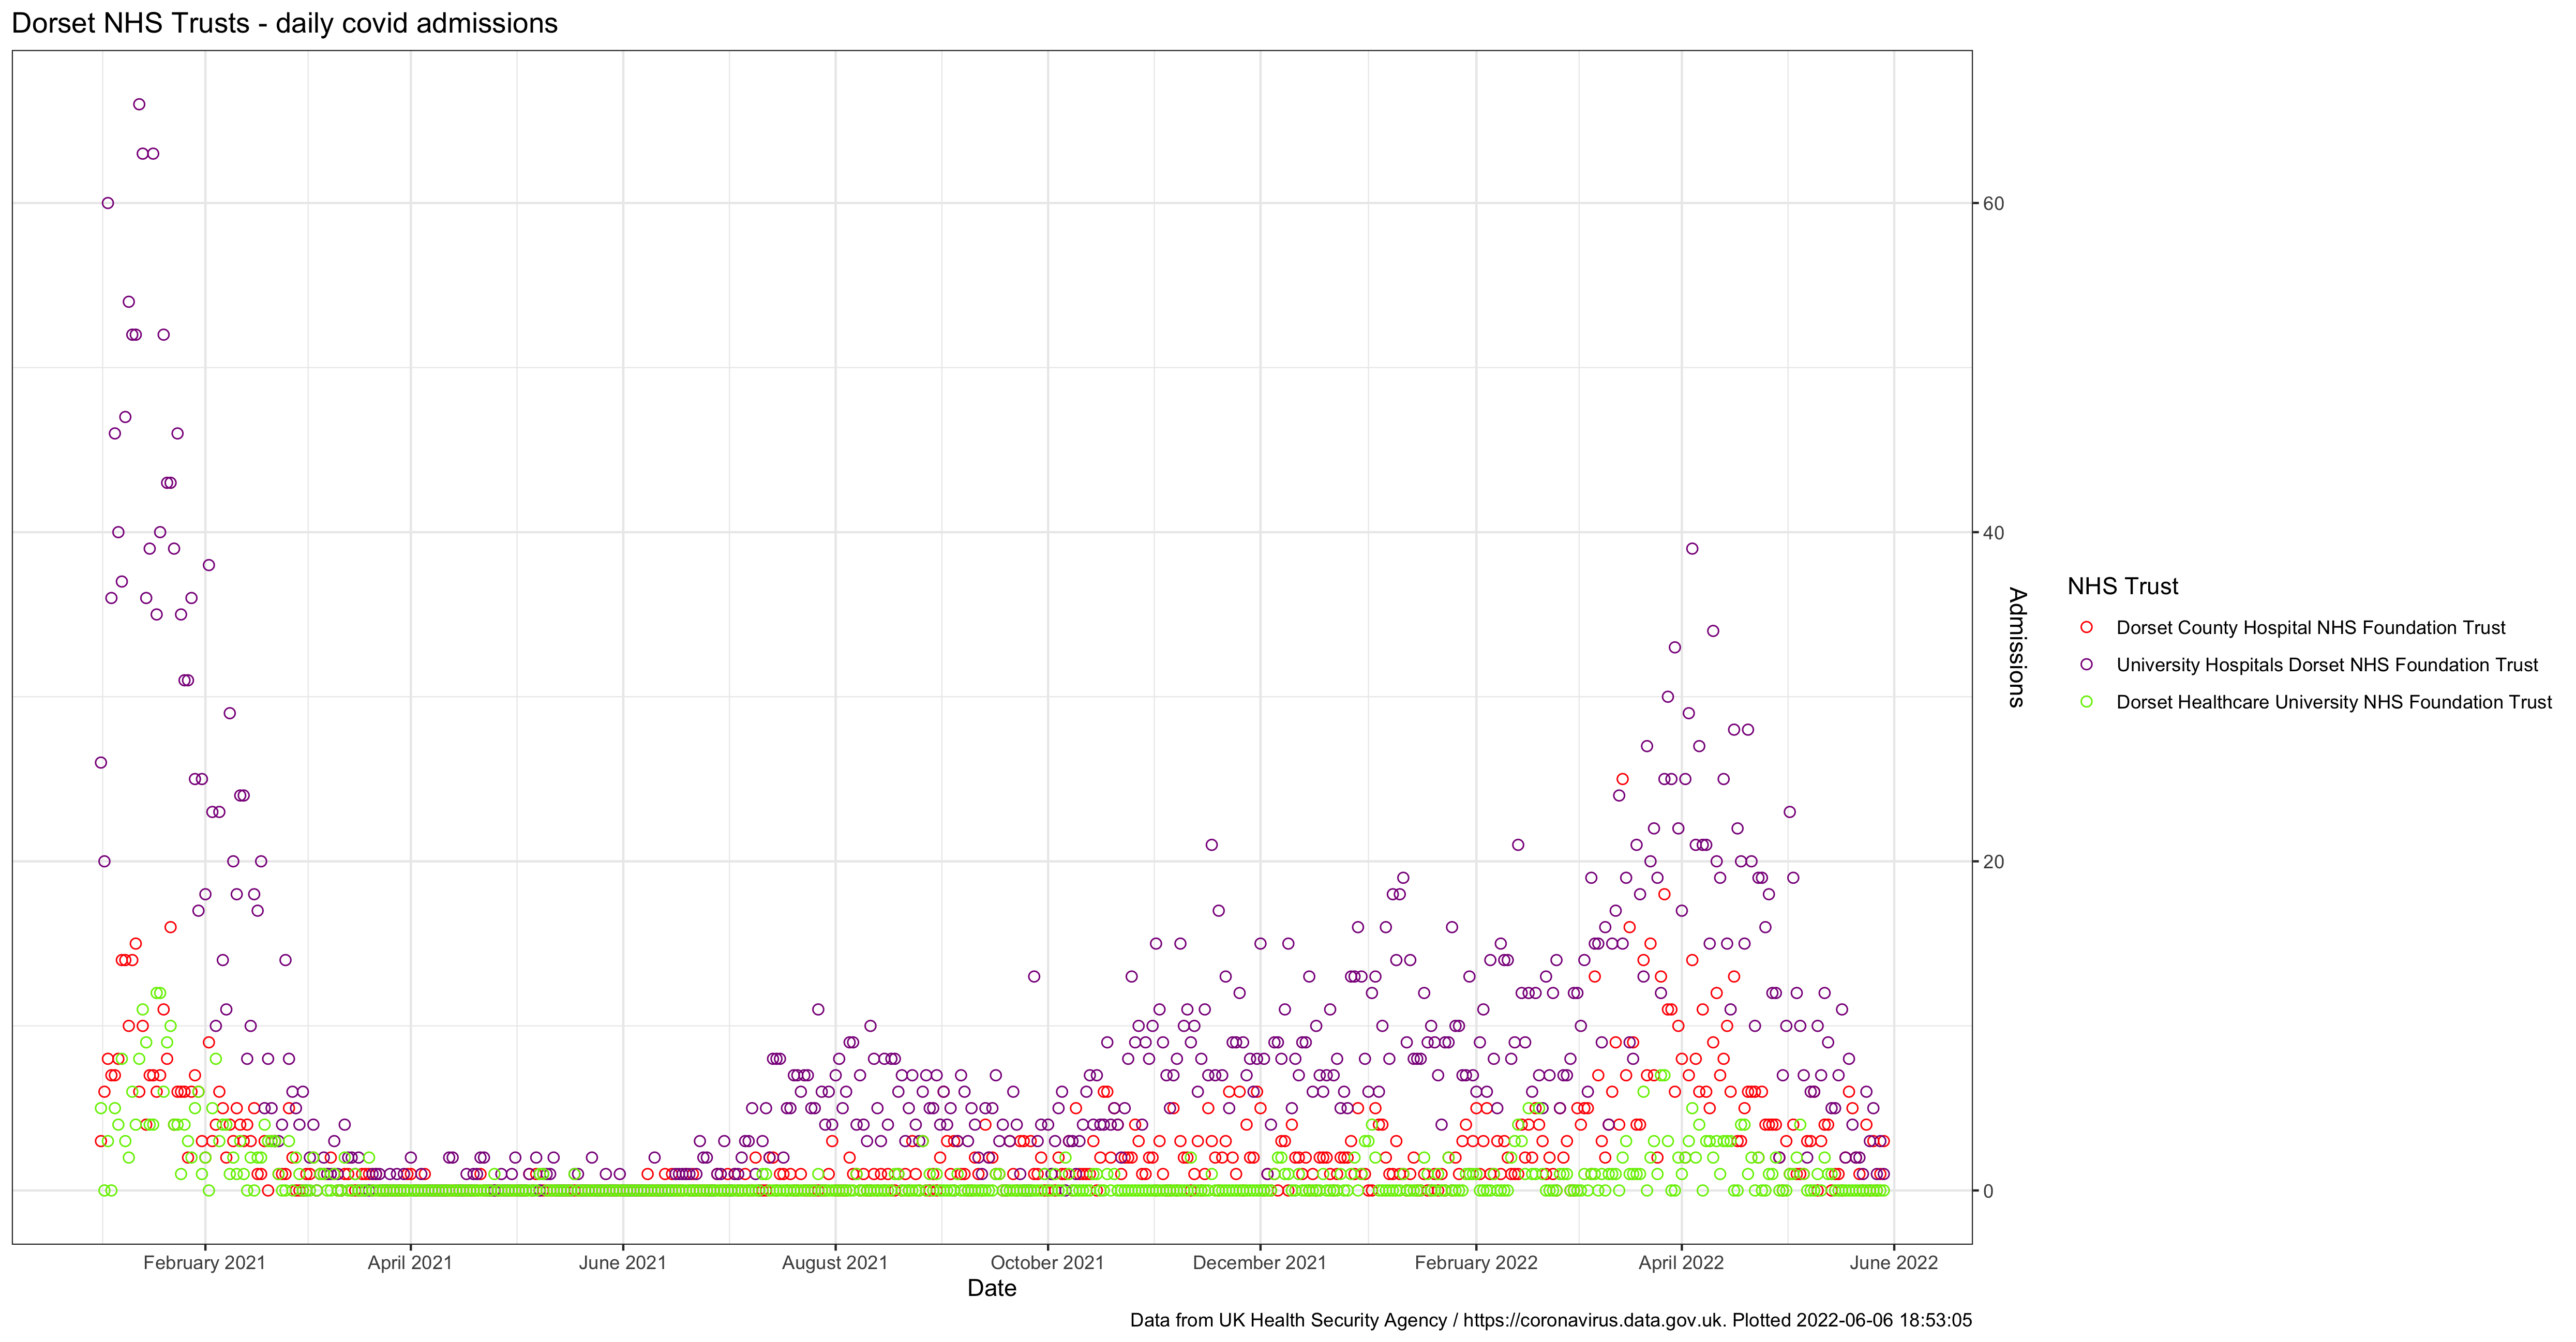 Dorset NHS Trusts - daily covid admissions
60
40
20
0
Admissions
NHS Trust
Dorset County Hospital NHS Foundation Trust
University Hospitals Dorset NHS Foundation Trust
Dorset Healthcare University NHS Foundation Trust
February 2021
April 2021
June 2021
August 2021
October 2021
December 2021
February 2022
April 2022
June 2022
Date
Data from UK Health Security Agency / https://coronavirus.data.gov.uk. Plotted 2022-06-06 18:53:05